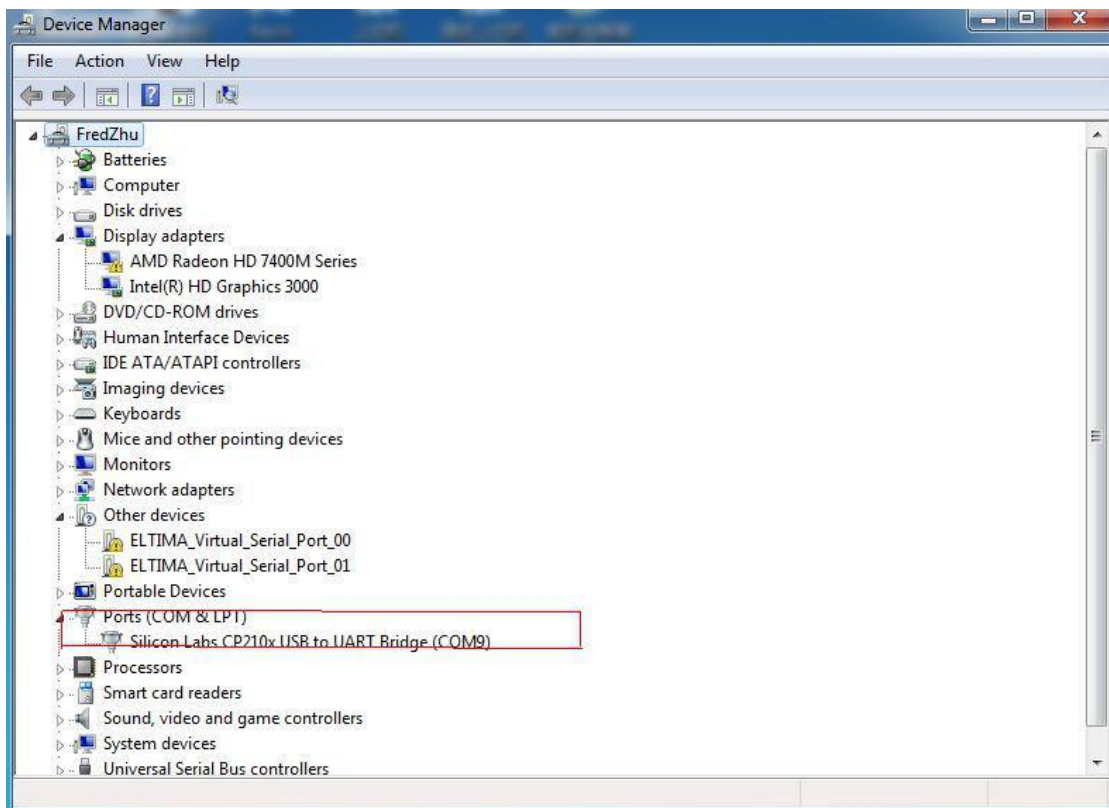 Device Manager
File Action View Help
FredZhu
Batteries
Computer
Disk drives
Display adapters
AMD Radeon HD 7400M Series
Intel(R) HD Graphics 3000
DVD/CD-ROM drives
Human Interface Devices
IDE ATA/ATAPI controllers
Imaging devices
Keyboards
Mice and other pointing devices
Monitors
Network adapters
Other devices
ELTIMA_Virtual_Serial_Port_00
ELTIMA_Virtual_Serial_Port_01
Portable Devices
Ports (COM & LPT)
Silicon Labs CP210x USB to UART Bridge (COM9)
Processors
Smart card readers
Sound, video and game controllers
System devices
Universal Serial Bus controllers